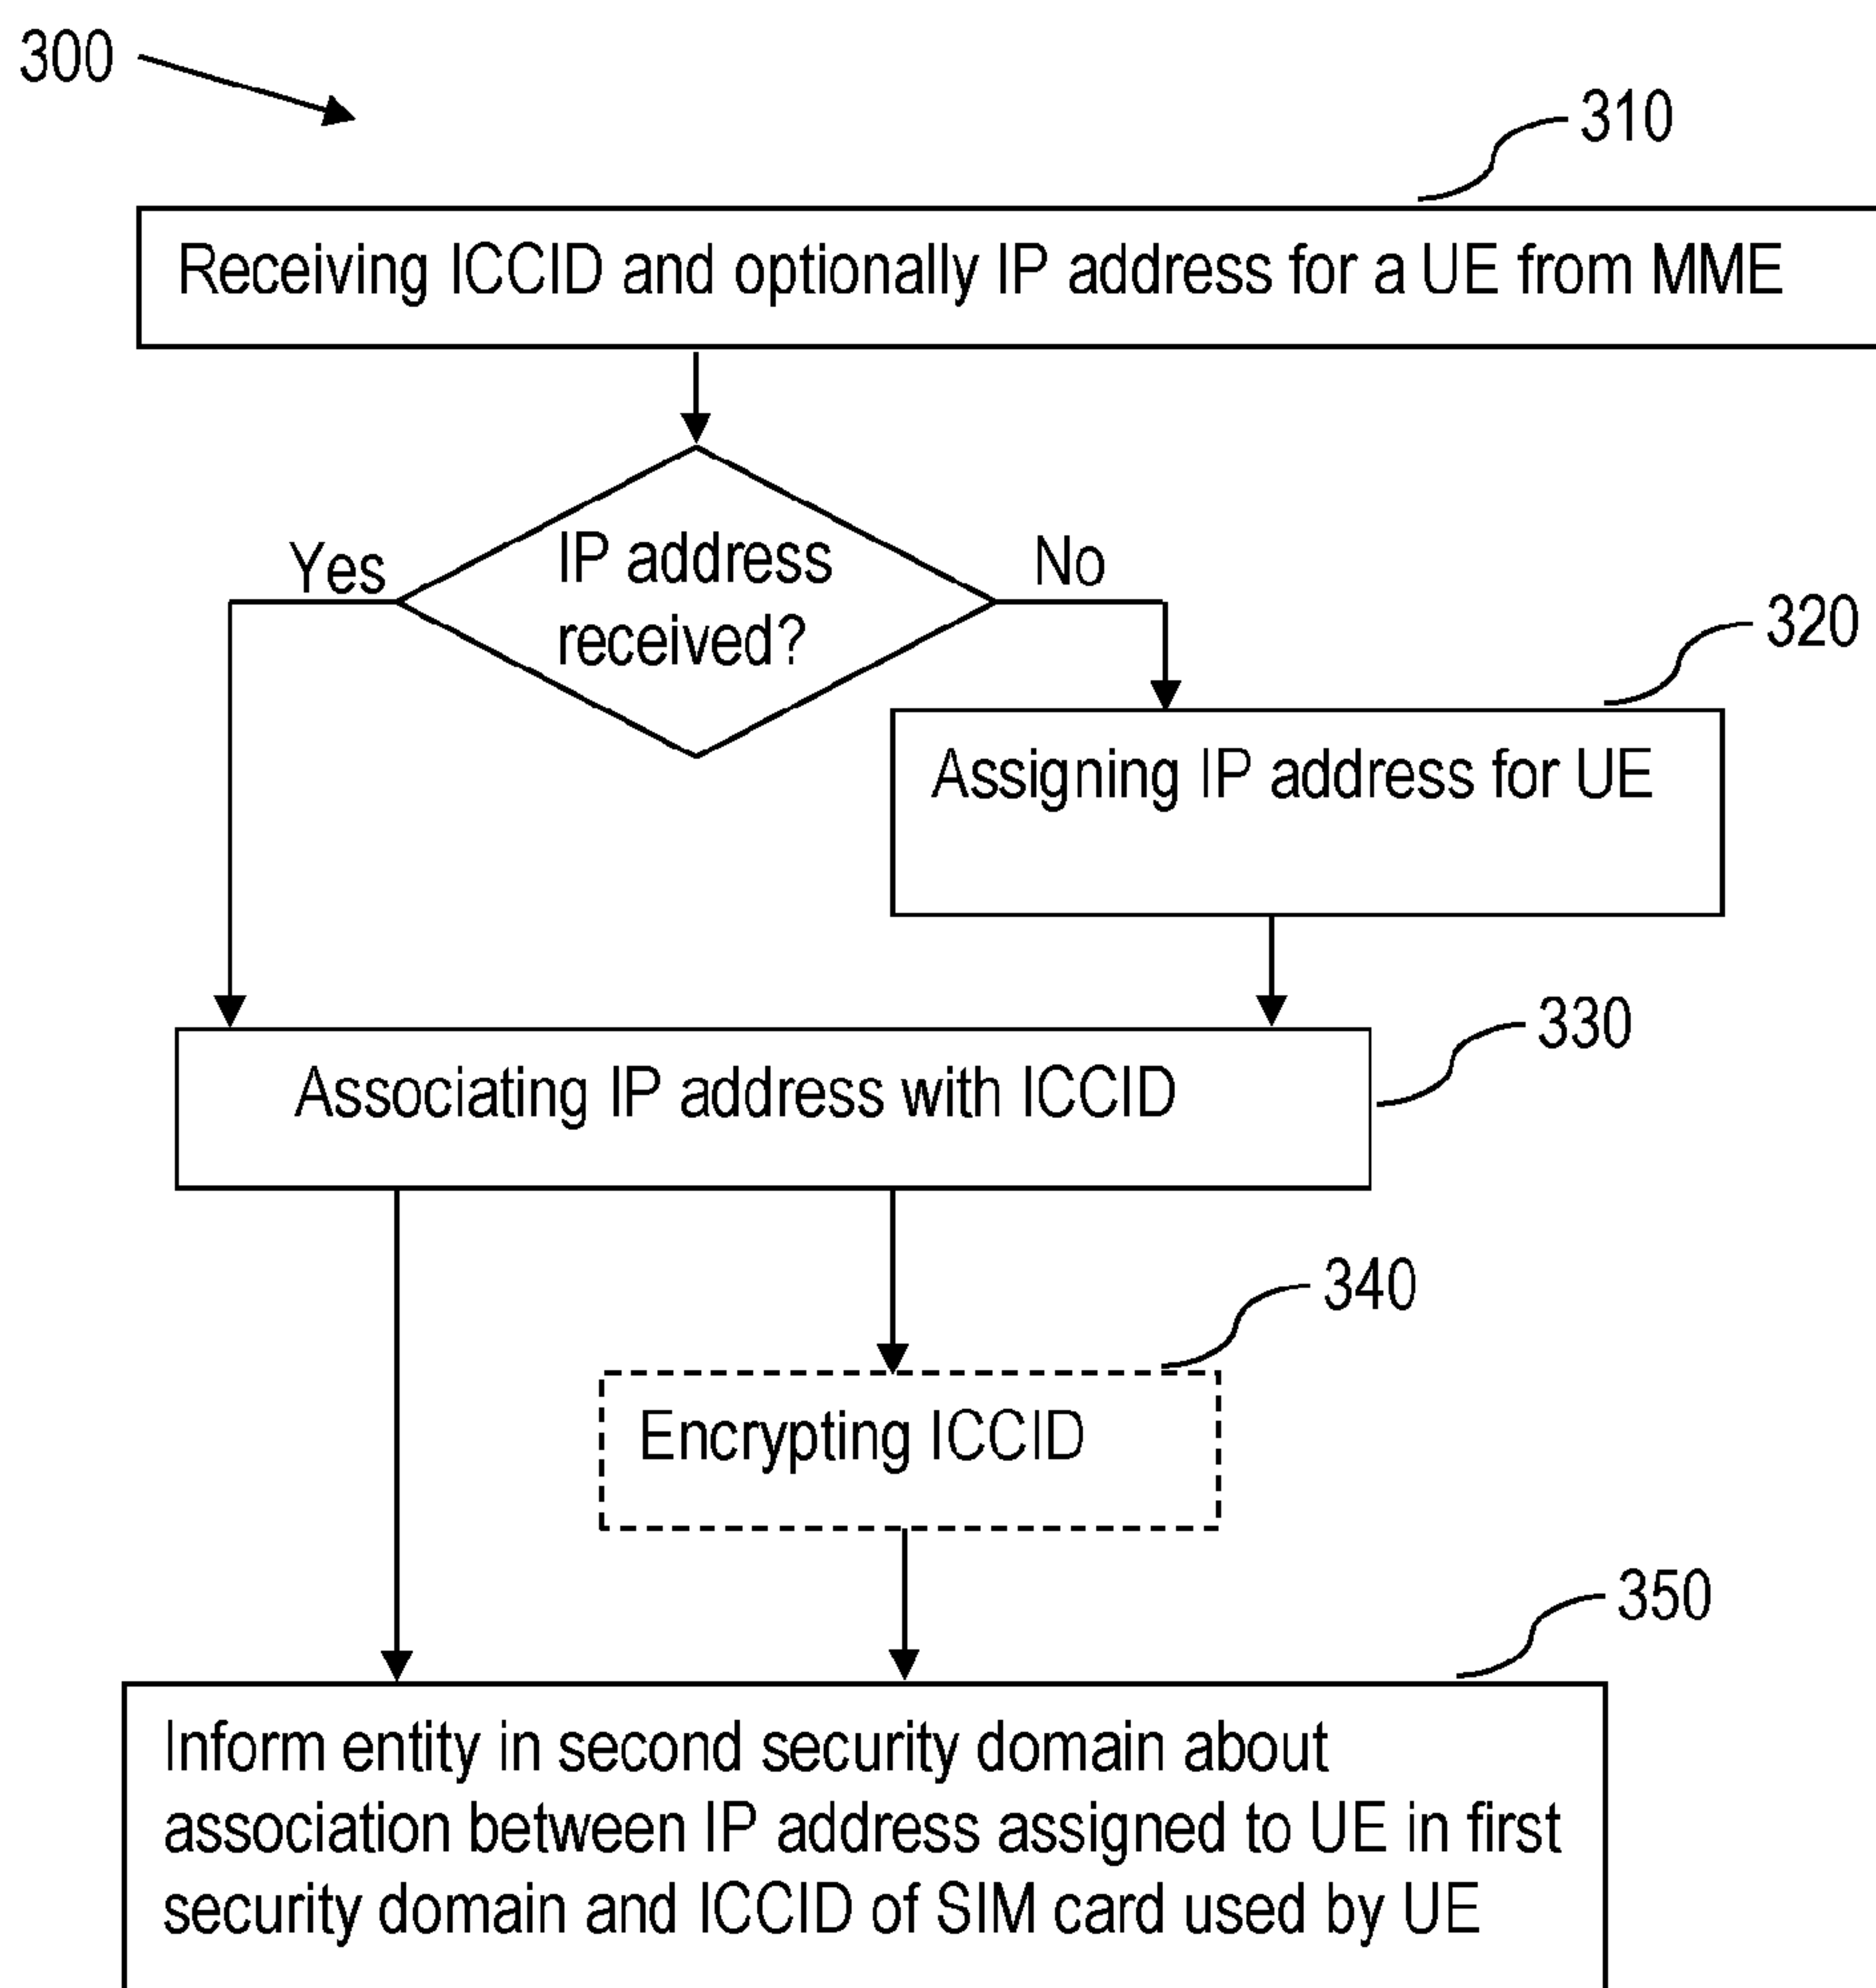 300
310
Receiving ICCID and optionally IP address for a UE from MME
Yes
IP address
received?
No
320
Assigning IP address for UE
330
Associating IP address with ICCID
340
Encrypting ICCID
350
Inform entity in second security domain about
association between IP address assigned to UE in first
security domain and ICCID of SIM card used by UE